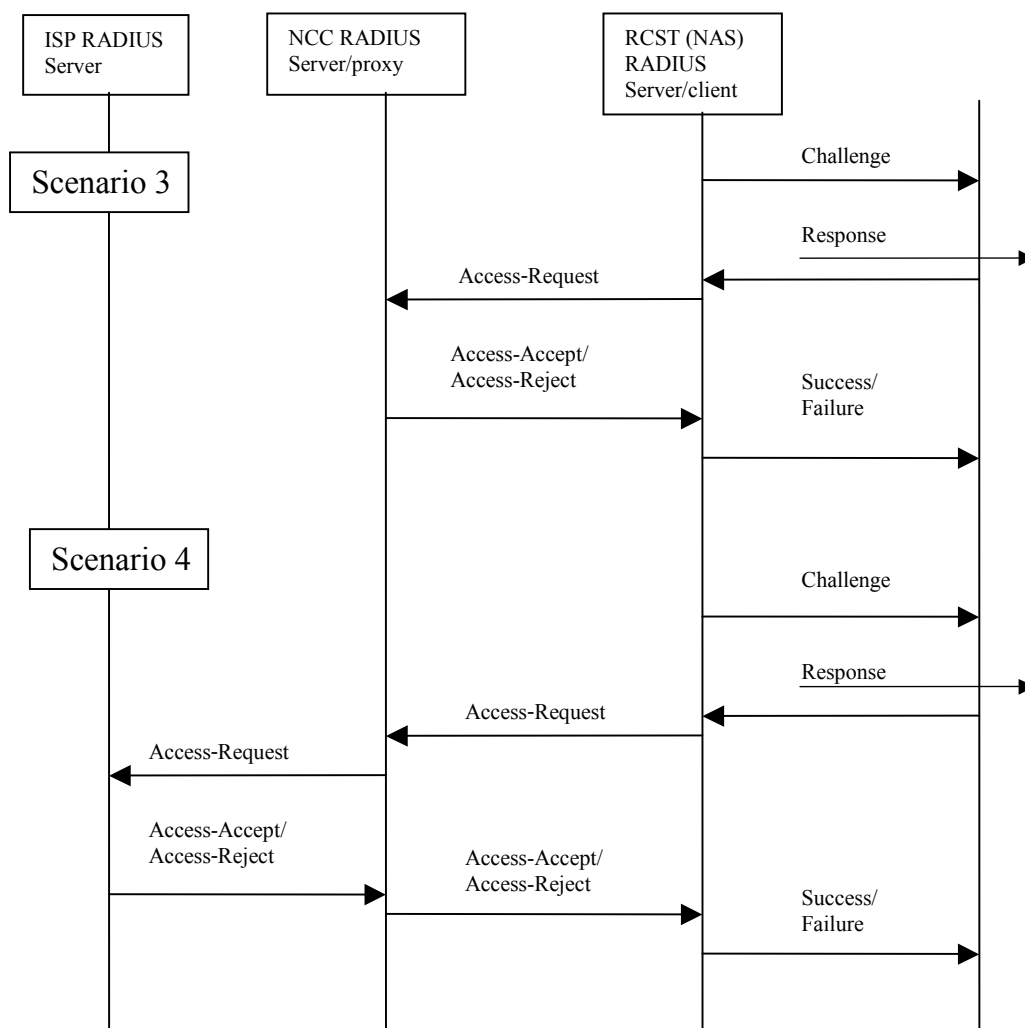 ISP RADIUS
Server
NCC RADIUS
Server/proxy
RCST (NAS)
RADIUS
Server/client
Scenario 3
Challenge
Response
Access-Request
Access-Accept/
Access-Reject
Success/
Failure
Scenario 4
Challenge
Response
Access-Request
Access-Request
Access-Accept/
Access-Reject
Access-Accept/
Access-Reject
Success/
Failure